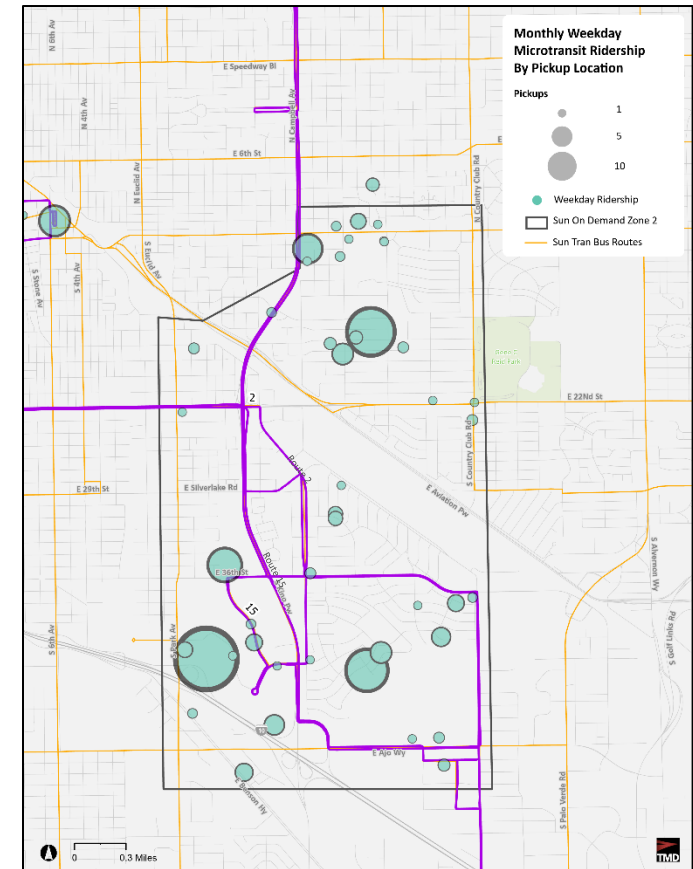 Monthly Weekday
Microtransit Ridership
By Pickup Location
Pickups
1
5
10
Weekday Ridership
Sun On Demand Zone 2
Sun Tran Bus Routes
N 6th Av
N 4th Av
N Euclid Av
N Campbell Av
N Country Club Rd
E Speedway Bl
E 6th St
E
S Stone Av
S 4th Av
S Euclid Av
E 22Nd St
2
Route 2
S Country Club Rd
E 29th St
E Silverlake Rd
E Aviation Pw
S Alvernon Wy
E 36th St
Route 15
15
S 6th Av
S Park Av
S Golf Links Rd
10
E Ajo Wy
E Benson Hy
S Palo Verde Rd
0
0.3 Miles
TMD